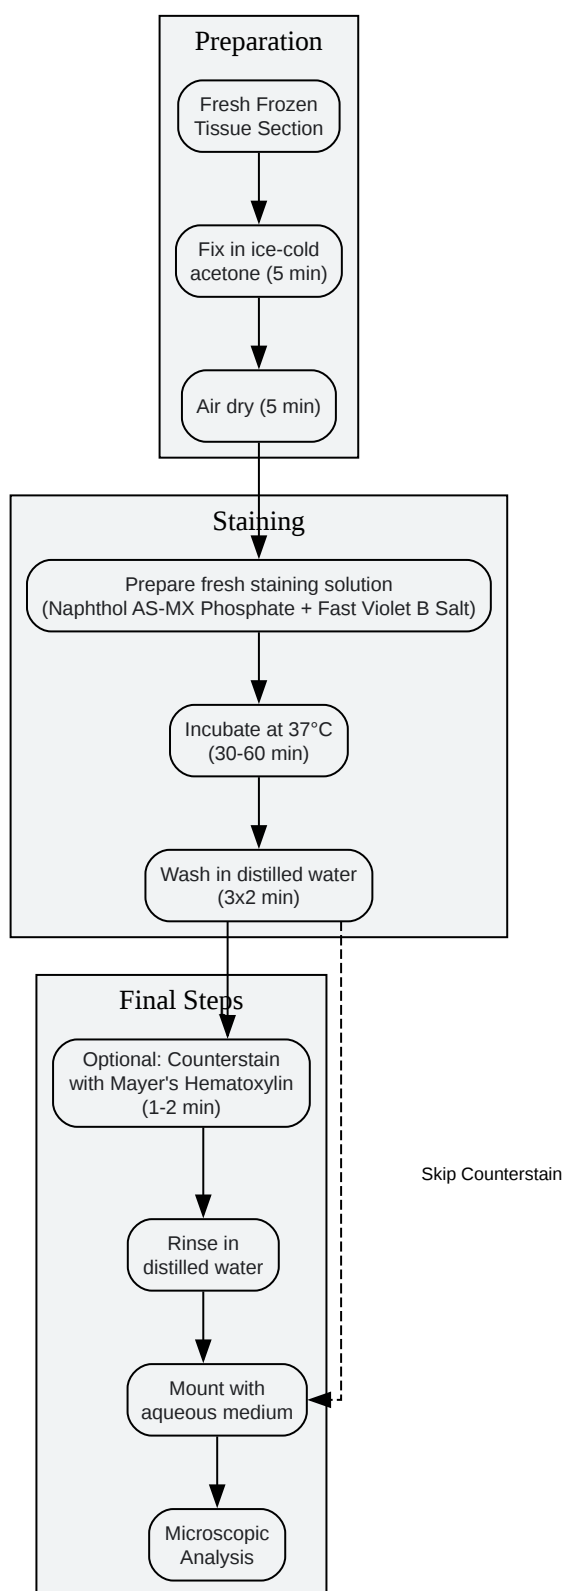 Preparation
Fresh Frozen
Tissue Section
Fix in ice-cold
acetone (5 min)
Air dry (5 min)
Staining
Prepare fresh staining solution
(Naphthol AS-MX Phosphate + Fast Violet B Salt)
Incubate at 37°C
(30-60 min)
Wash in distilled water
(3x2 min)
Final Steps
Optional: Counterstain
with Mayer's Hematoxylin
(1-2 min)
Skip Counterstain
Rinse in
distilled water
Mount with
aqueous medium
Microscopic
Analysis